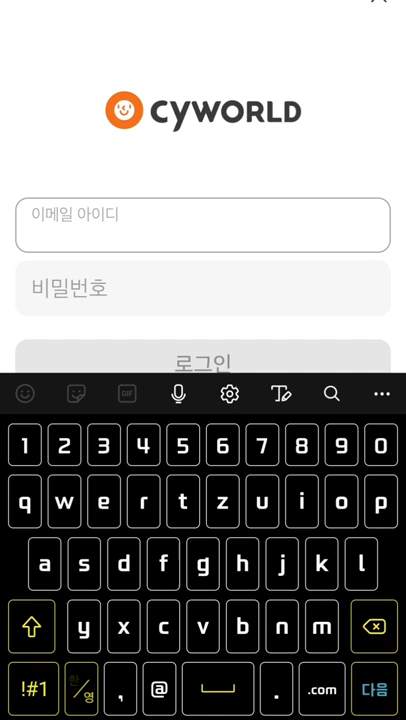 CYWORLD
이메일 아이디
비밀번호
로그인
GIF
1 2 3 4 5 6 7 8 9 0
q w e r t z u i o p
a s d f g h j k l
y x c v b n m
!#1 한/영 , @ . .com 다음